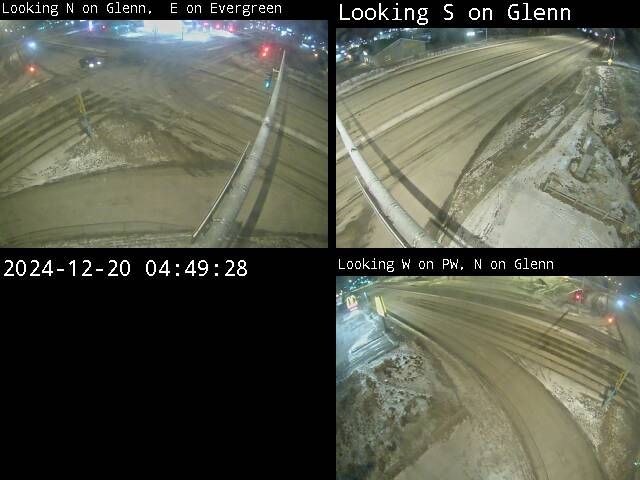 Looking N on Glenn,  E on Evergreen
Looking S on Glenn
2024-12-20 04:49:28
Looking W on PW, N on Glenn